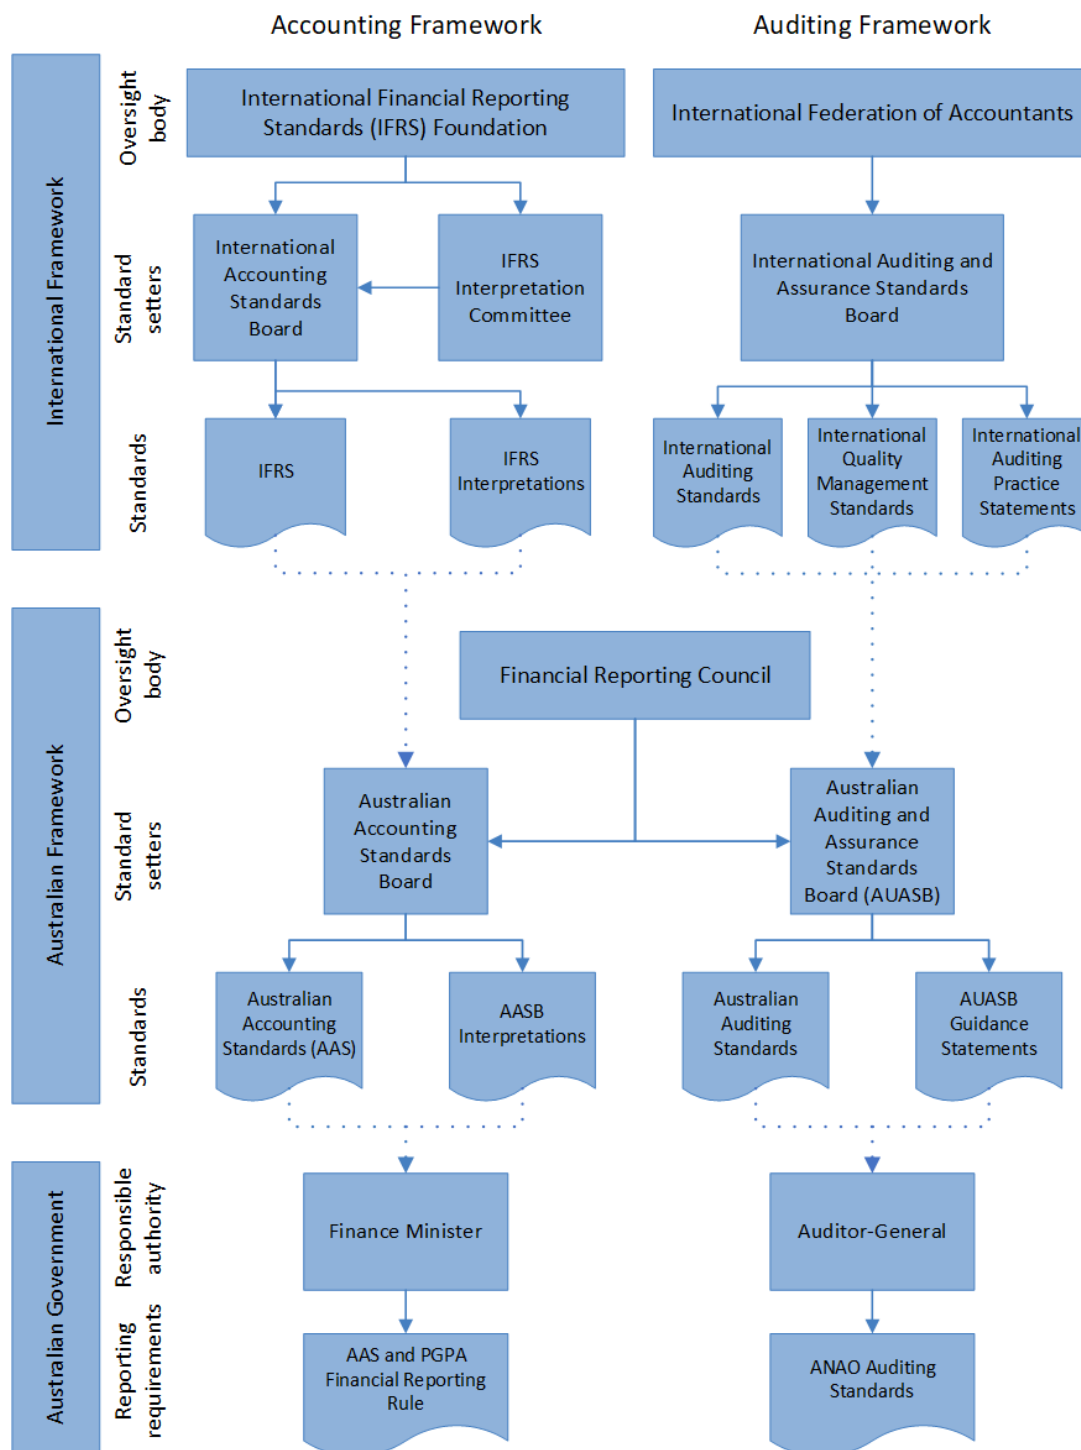 Accounting Framework
Auditing Framework
International Framework
Oversight
body
International Financial Reporting
Standards (IFRS) Foundation
International Federation of Accountants
Standard
setters
International
Accounting
Standards
Board
IFRS
Interpretation
Committee
International Auditing and
Assurance Standards
Board
Standards
IFRS
IFRS
Interpretations
International
Auditing
Standards
International
Quality
Management
Standards
International
Auditing
Practice
Statements
Australian Framework
Oversight
body
Financial Reporting Council
Standard
setters
Australian
Accounting
Standards
Board
Australian
Auditing and
Assurance
Standards
Board (AUASB)
Standards
Australian
Accounting
Standards (AAS)
AASB
Interpretations
Australian
Auditing
Standards
AUASB
Guidance
Statements
Australian Government
Responsible
authority
Finance Minister
Auditor-General
Reporting
requirements
AAS and PGPA
Financial Reporting
Rule
ANAO Auditing
Standards